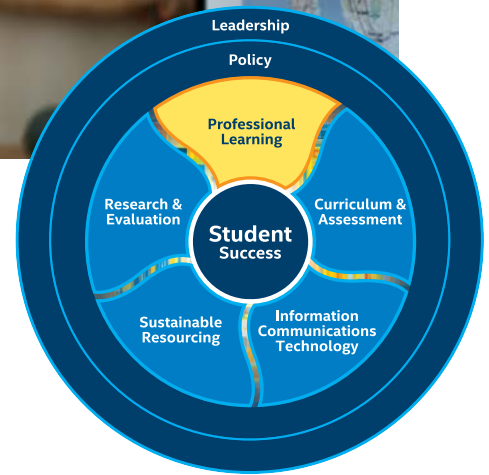 Leadership
Policy
Professional
Learning
Research &
Evaluation
Curriculum &
Assessment
Student
Success
Sustainable
Resourcing
Information
Communications
Technology